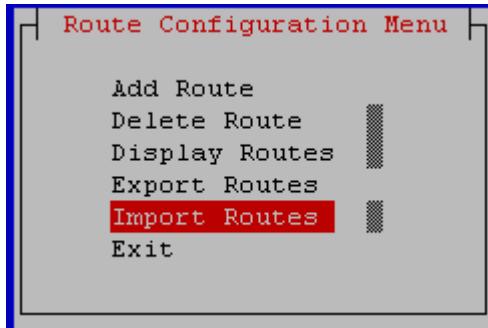 Route Configuration Menu
Add Route
Delete Route
Display Routes
Export Routes
Import Routes
Exit